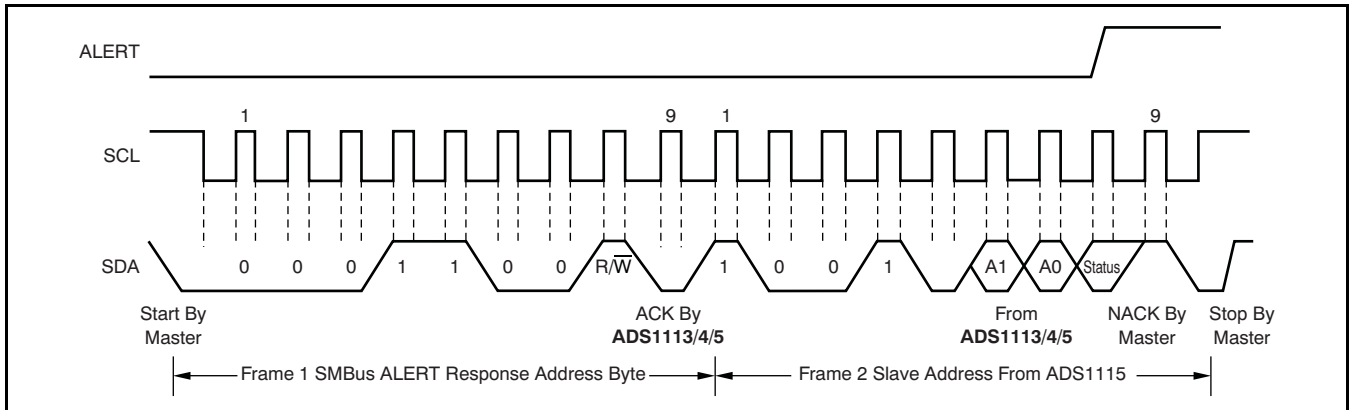 ALERT
1 9 1 9
SCL
SDA 0 0 0 1 1 0 0 R/W̅ 1 0 0 1 A1 A0 Status
Start By ACK By From NACK By Stop By
Master ADS1113/4/5 ADS1113/4/5 Master Master
Frame 1 SMBus ALERT Response Address Byte Frame 2 Slave Address From ADS1115